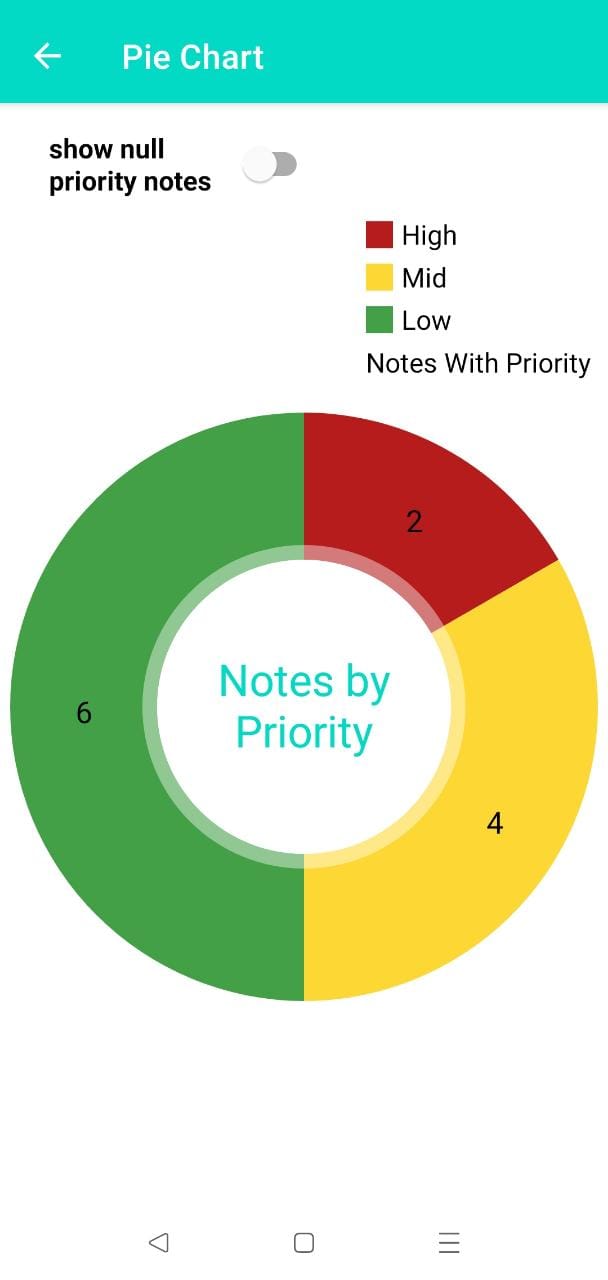 Pie Chart
show null
priority notes
High
Mid
Low
Notes With Priority
2
Notes by
Priority
6
4